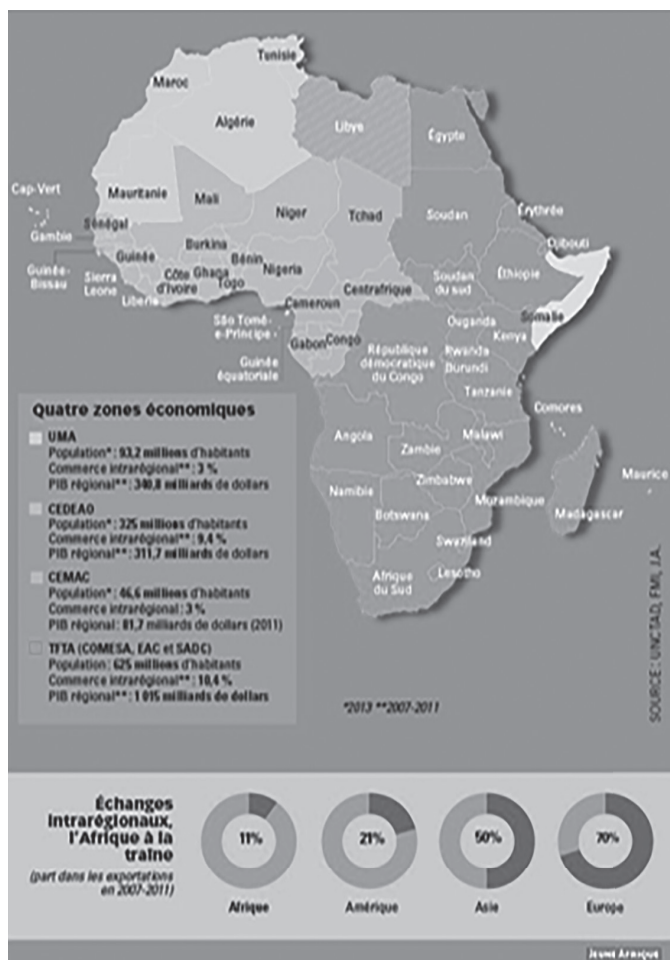 Tunisie
Maroc
Algérie
Libye
Égypte
Cap-Vert
Mauritanie
Mali
Niger
Tchad
Soudan
Érythrée
Sénégal
Gambie
Djibouti
Burkina
Guinée
Bénin
Nigeria
Guinée-
Bissau
Sierra
Leone
Côte
d'Ivoire
Ghaga
Togo
Soudan
du sud
Éthiopie
Centrafrique
Liberia
Cameroun
Somalie
São Tomé-
e-Príncipe
Ouganda
Kenya
Gabon
Congo
République
démocratique
du Congo
Rwanda
Burundi
Guinée
équatoriale
Tanzanie
Comores
Angola
Malawi
Zambie
Maurice
Zimbabwe
Namibie
Mozambique
Botswana
Madagascar
Swaziland
Afrique
du Sud
Lesotho
Quatre zones économiques
UMA
Population* : 93,2 millions d'habitants
Commerce intrarégional** : 3 %
PIB régional** : 340,8 milliards de dollars
CEDEAO
Population* : 325 millions d'habitants
Commerce intrarégional** : 9,4 %
PIB régional** : 311,7 milliards de dollars
CEMAC
Population* : 46,6 millions d'habitants
Commerce intrarégional : 3 %
PIB régional : 81,7 milliards de dollars (2011)
TFTA (COMESA, EAC et SADC)
Population : 625 millions d'habitants
Commerce intrarégional** : 10,4 %
PIB régional** : 1 015 milliards de dollars
*2013 **2007-2011
SOURCE : UNCTAD, FMI, J.A.
Échanges
intrarégionaux,
l'Afrique à la
traîne
(part dans les exportations
en 2007-2011)
11%
21%
50%
70%
Afrique
Amérique
Asie
Europe
JEUNE AFRIQUE